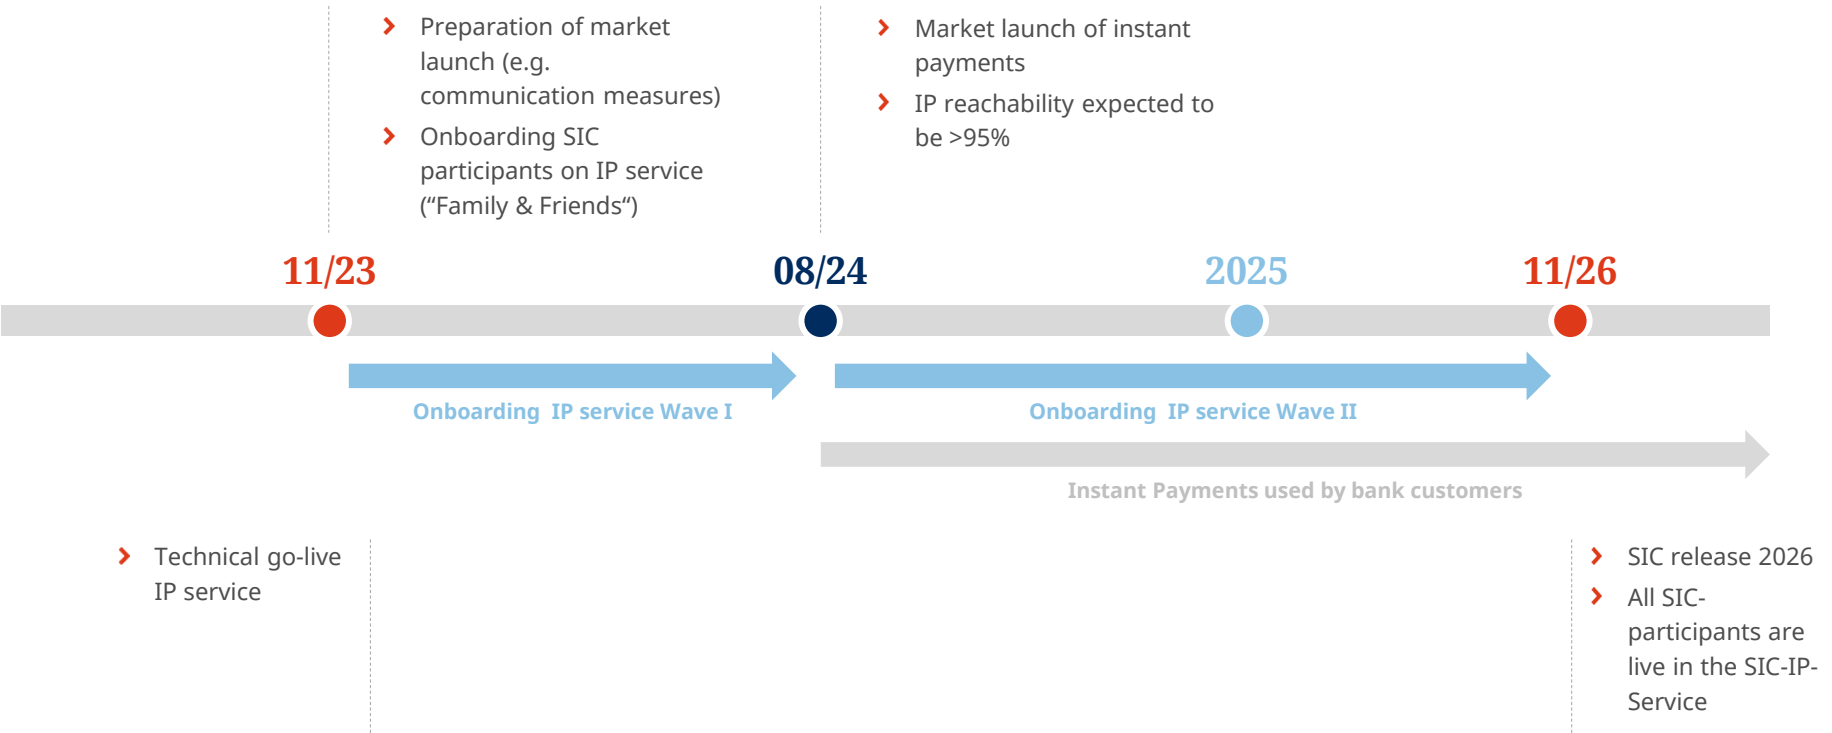 Preparation of market
launch (e.g.
communication measures)
Onboarding SIC
participants on IP service
(“Family & Friends“)
Market launch of instant
payments
IP reachability expected to
be >95%
11/23
08/24
2025
11/26
Onboarding  IP service Wave I
Onboarding  IP service Wave II
Instant Payments used by bank customers
Technical go-live
IP service
SIC release 2026
All SIC-
participants are
live in the SIC-IP-
Service